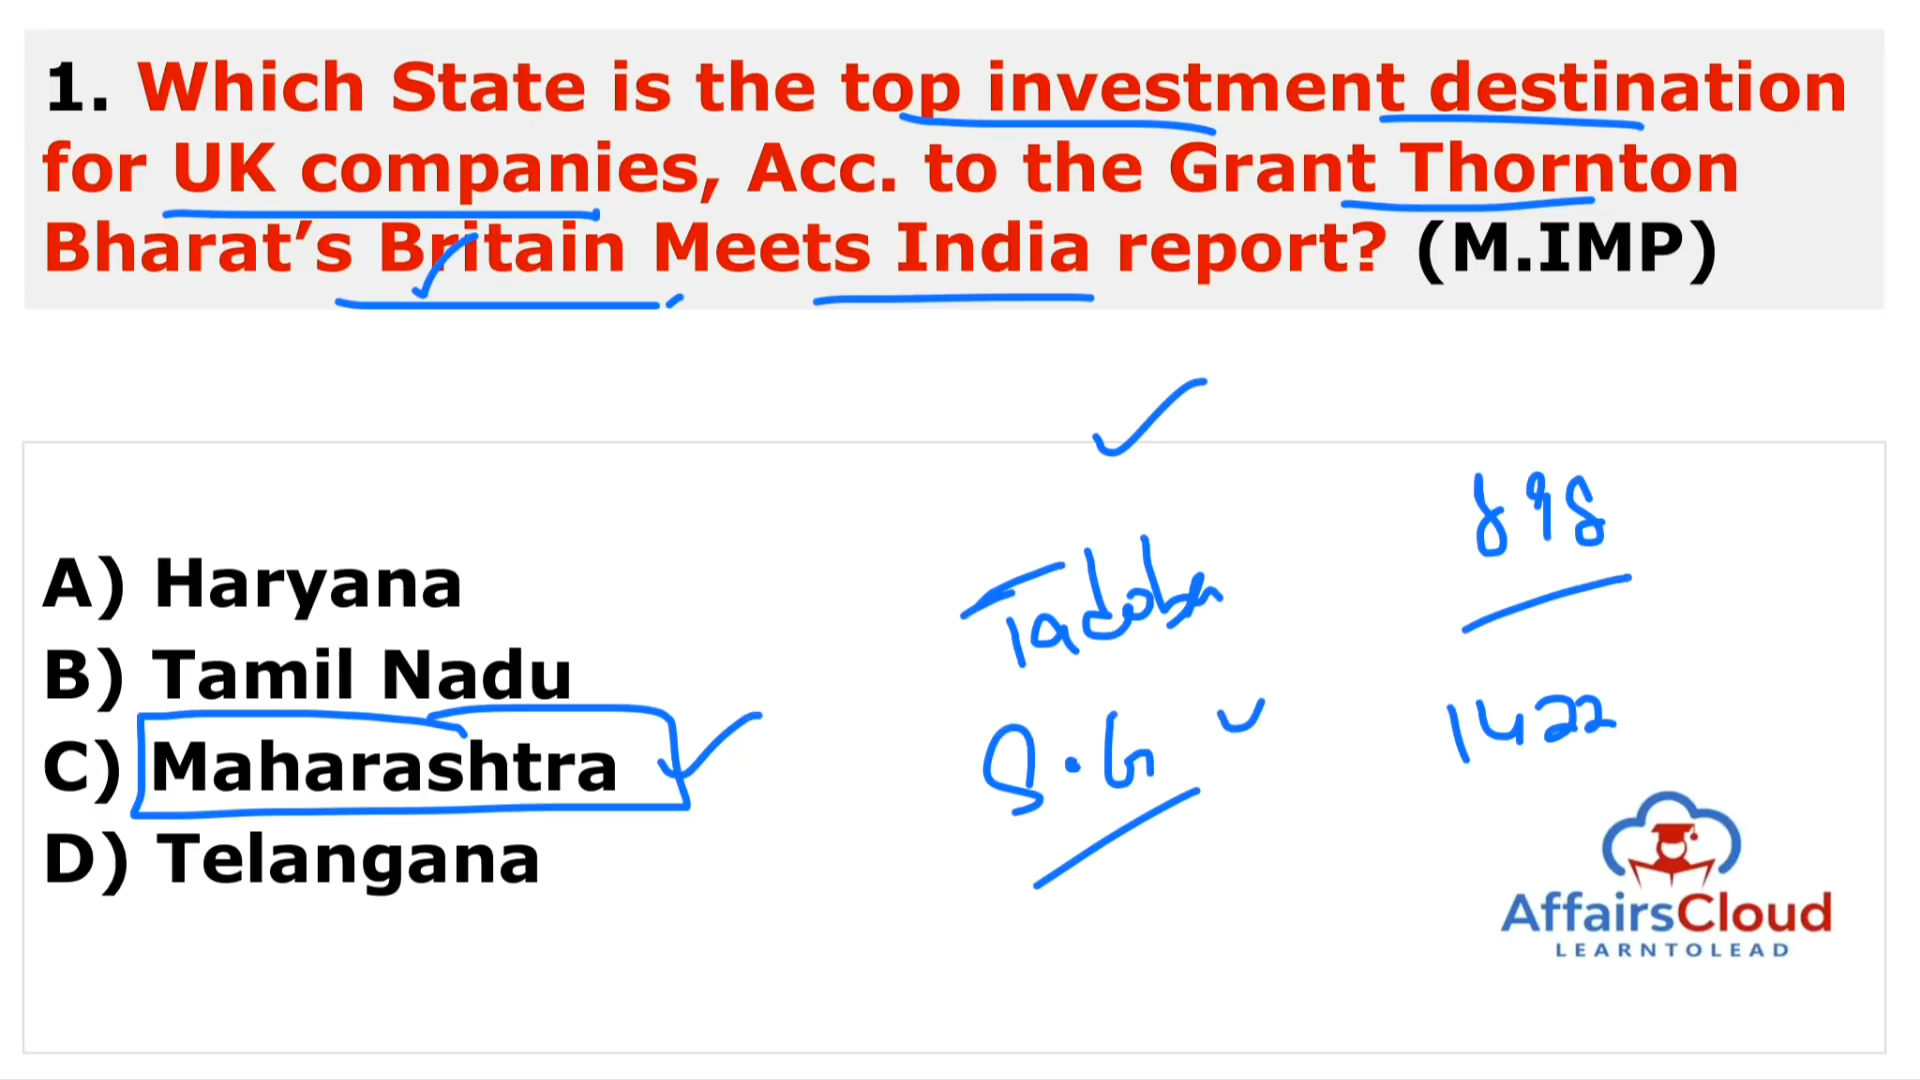 1. Which State is the top investment destination
for UK companies, Acc. to the Grant Thornton
Bharat’s Britain Meets India report? (M.IMP)
A) Haryana
B) Tamil Nadu
C) Maharashtra
D) Telangana
Tadoba
S.G
898
1422
AffairsCloud
LEARNTOLEAD